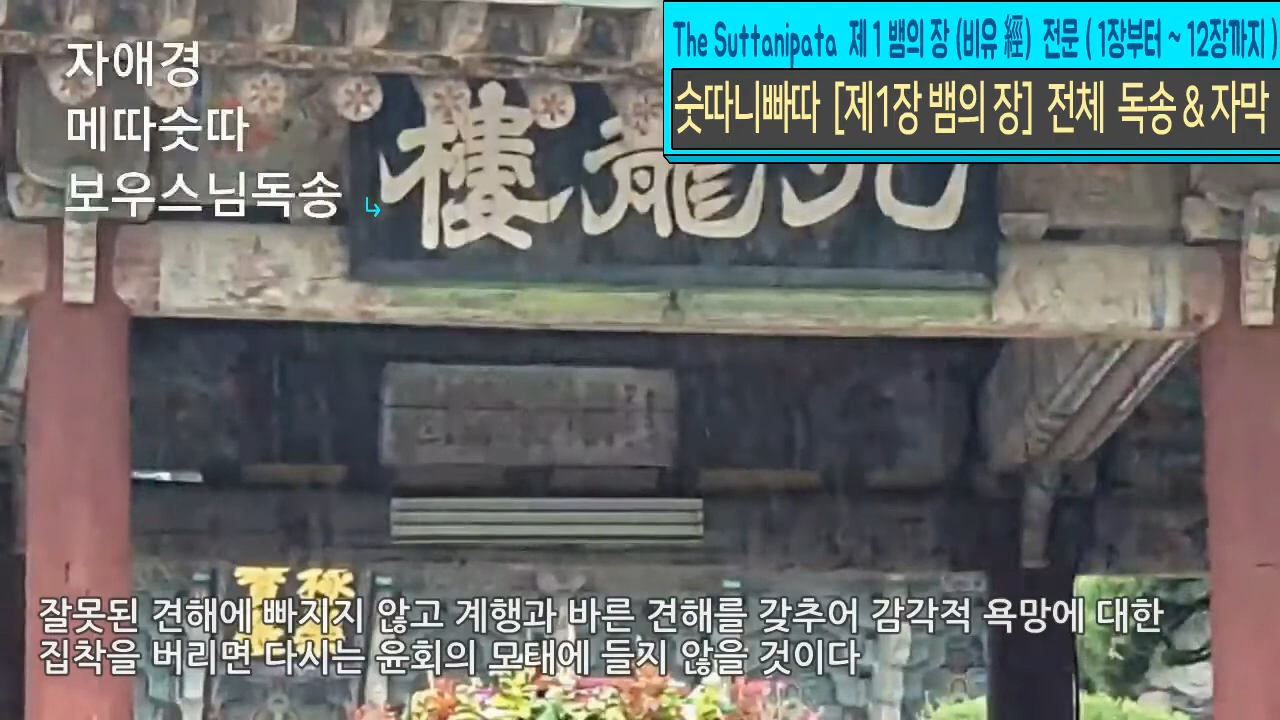 자애경
메따숫따
보우스님독송
The Suttanipata 제 1 뱀의 장 (비유 經) 전문 ( 1장부터 ~ 12장까지 )
숫따니빠따 [제1장 뱀의 장] 전체 독송 & 자막
樓龍九
잘못된 견해에 빠지지 않고 계행과 바른 견해를 갖추어 감각적 욕망에 대한
집착을 버리면 다시는 윤회의 모태에 들지 않을 것이다